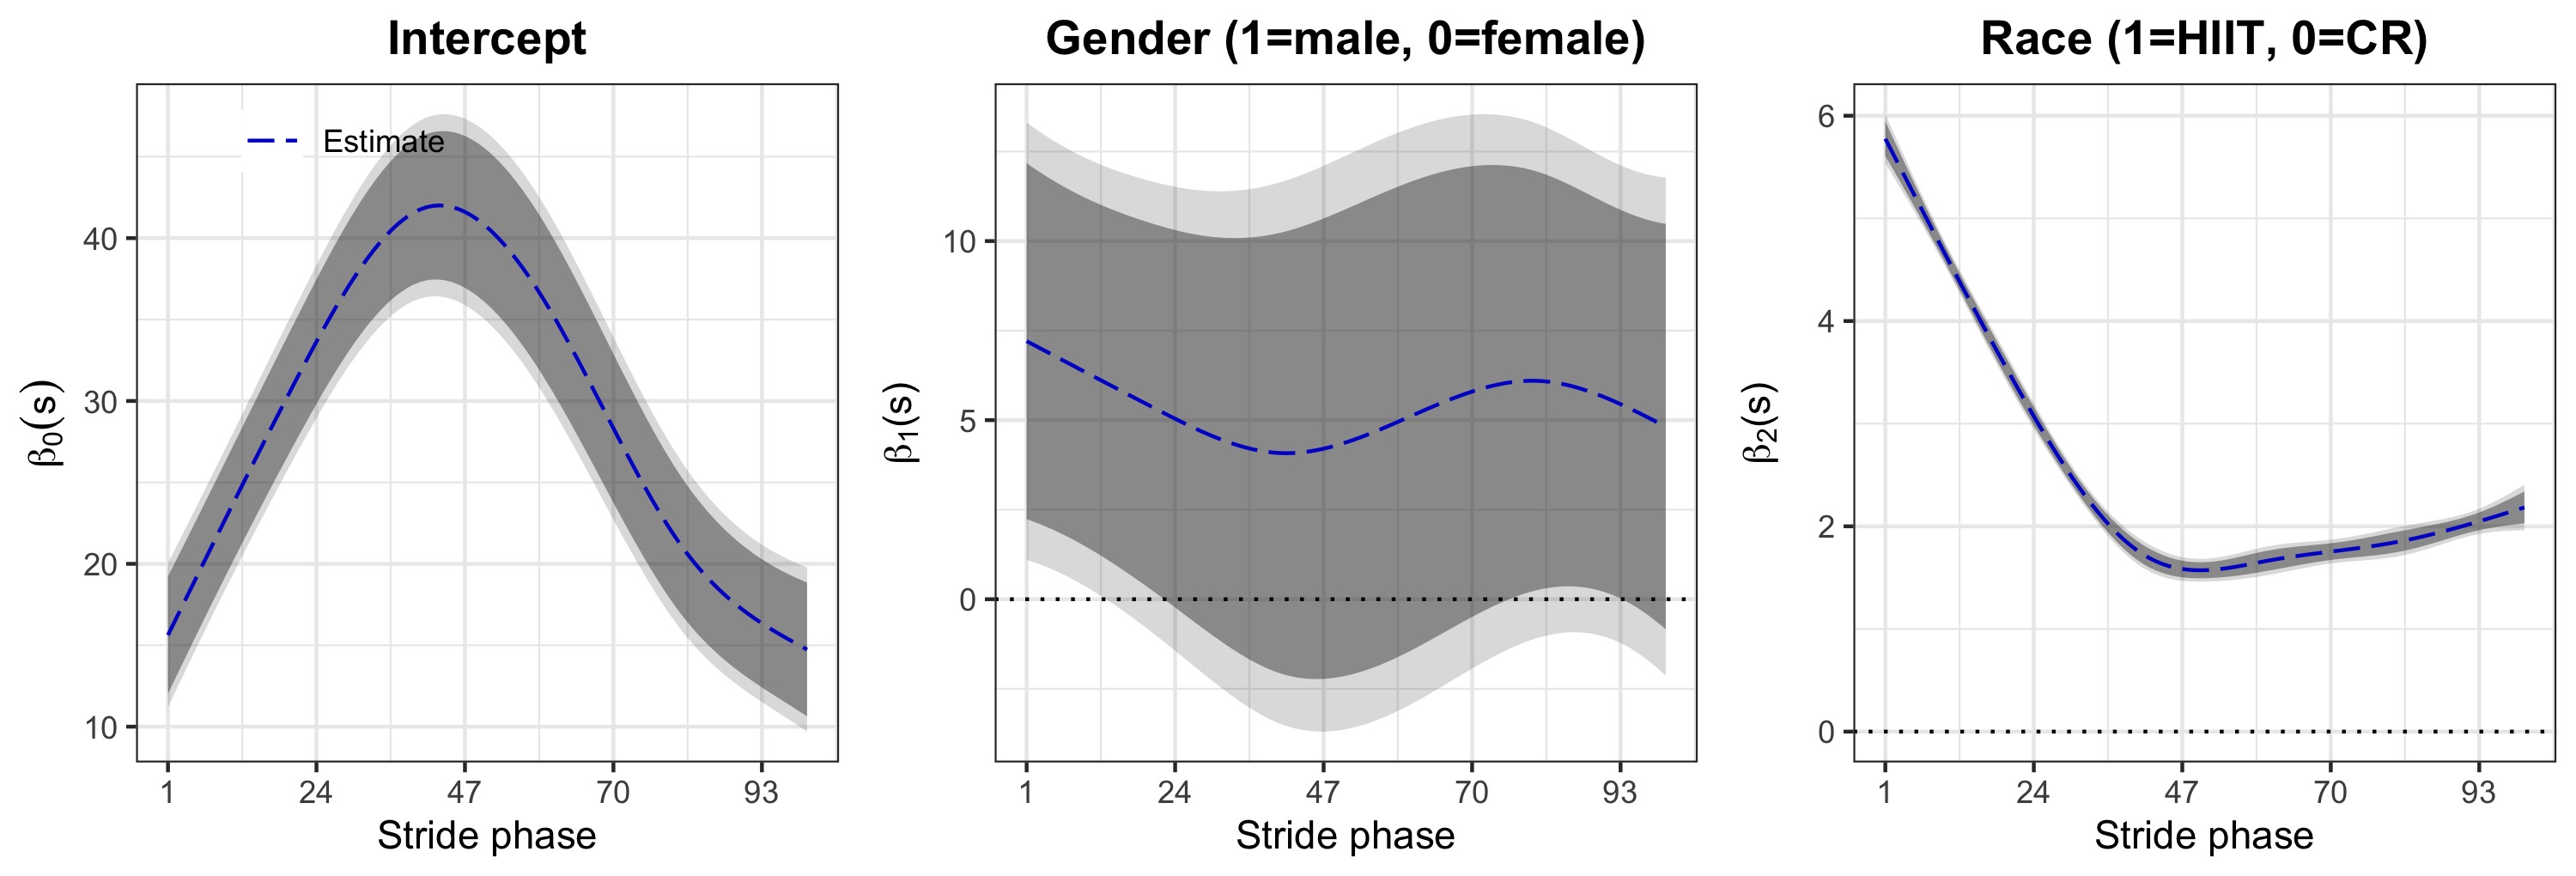 Intercept
Estimate
β0(s)
40
30
20
10
1 24 47 70 93
Stride phase
Gender (1=male, 0=female)
β1(s)
10
5
0
1 24 47 70 93
Stride phase
Race (1=HIIT, 0=CR)
β2(s)
6
4
2
0
1 24 47 70 93
Stride phase